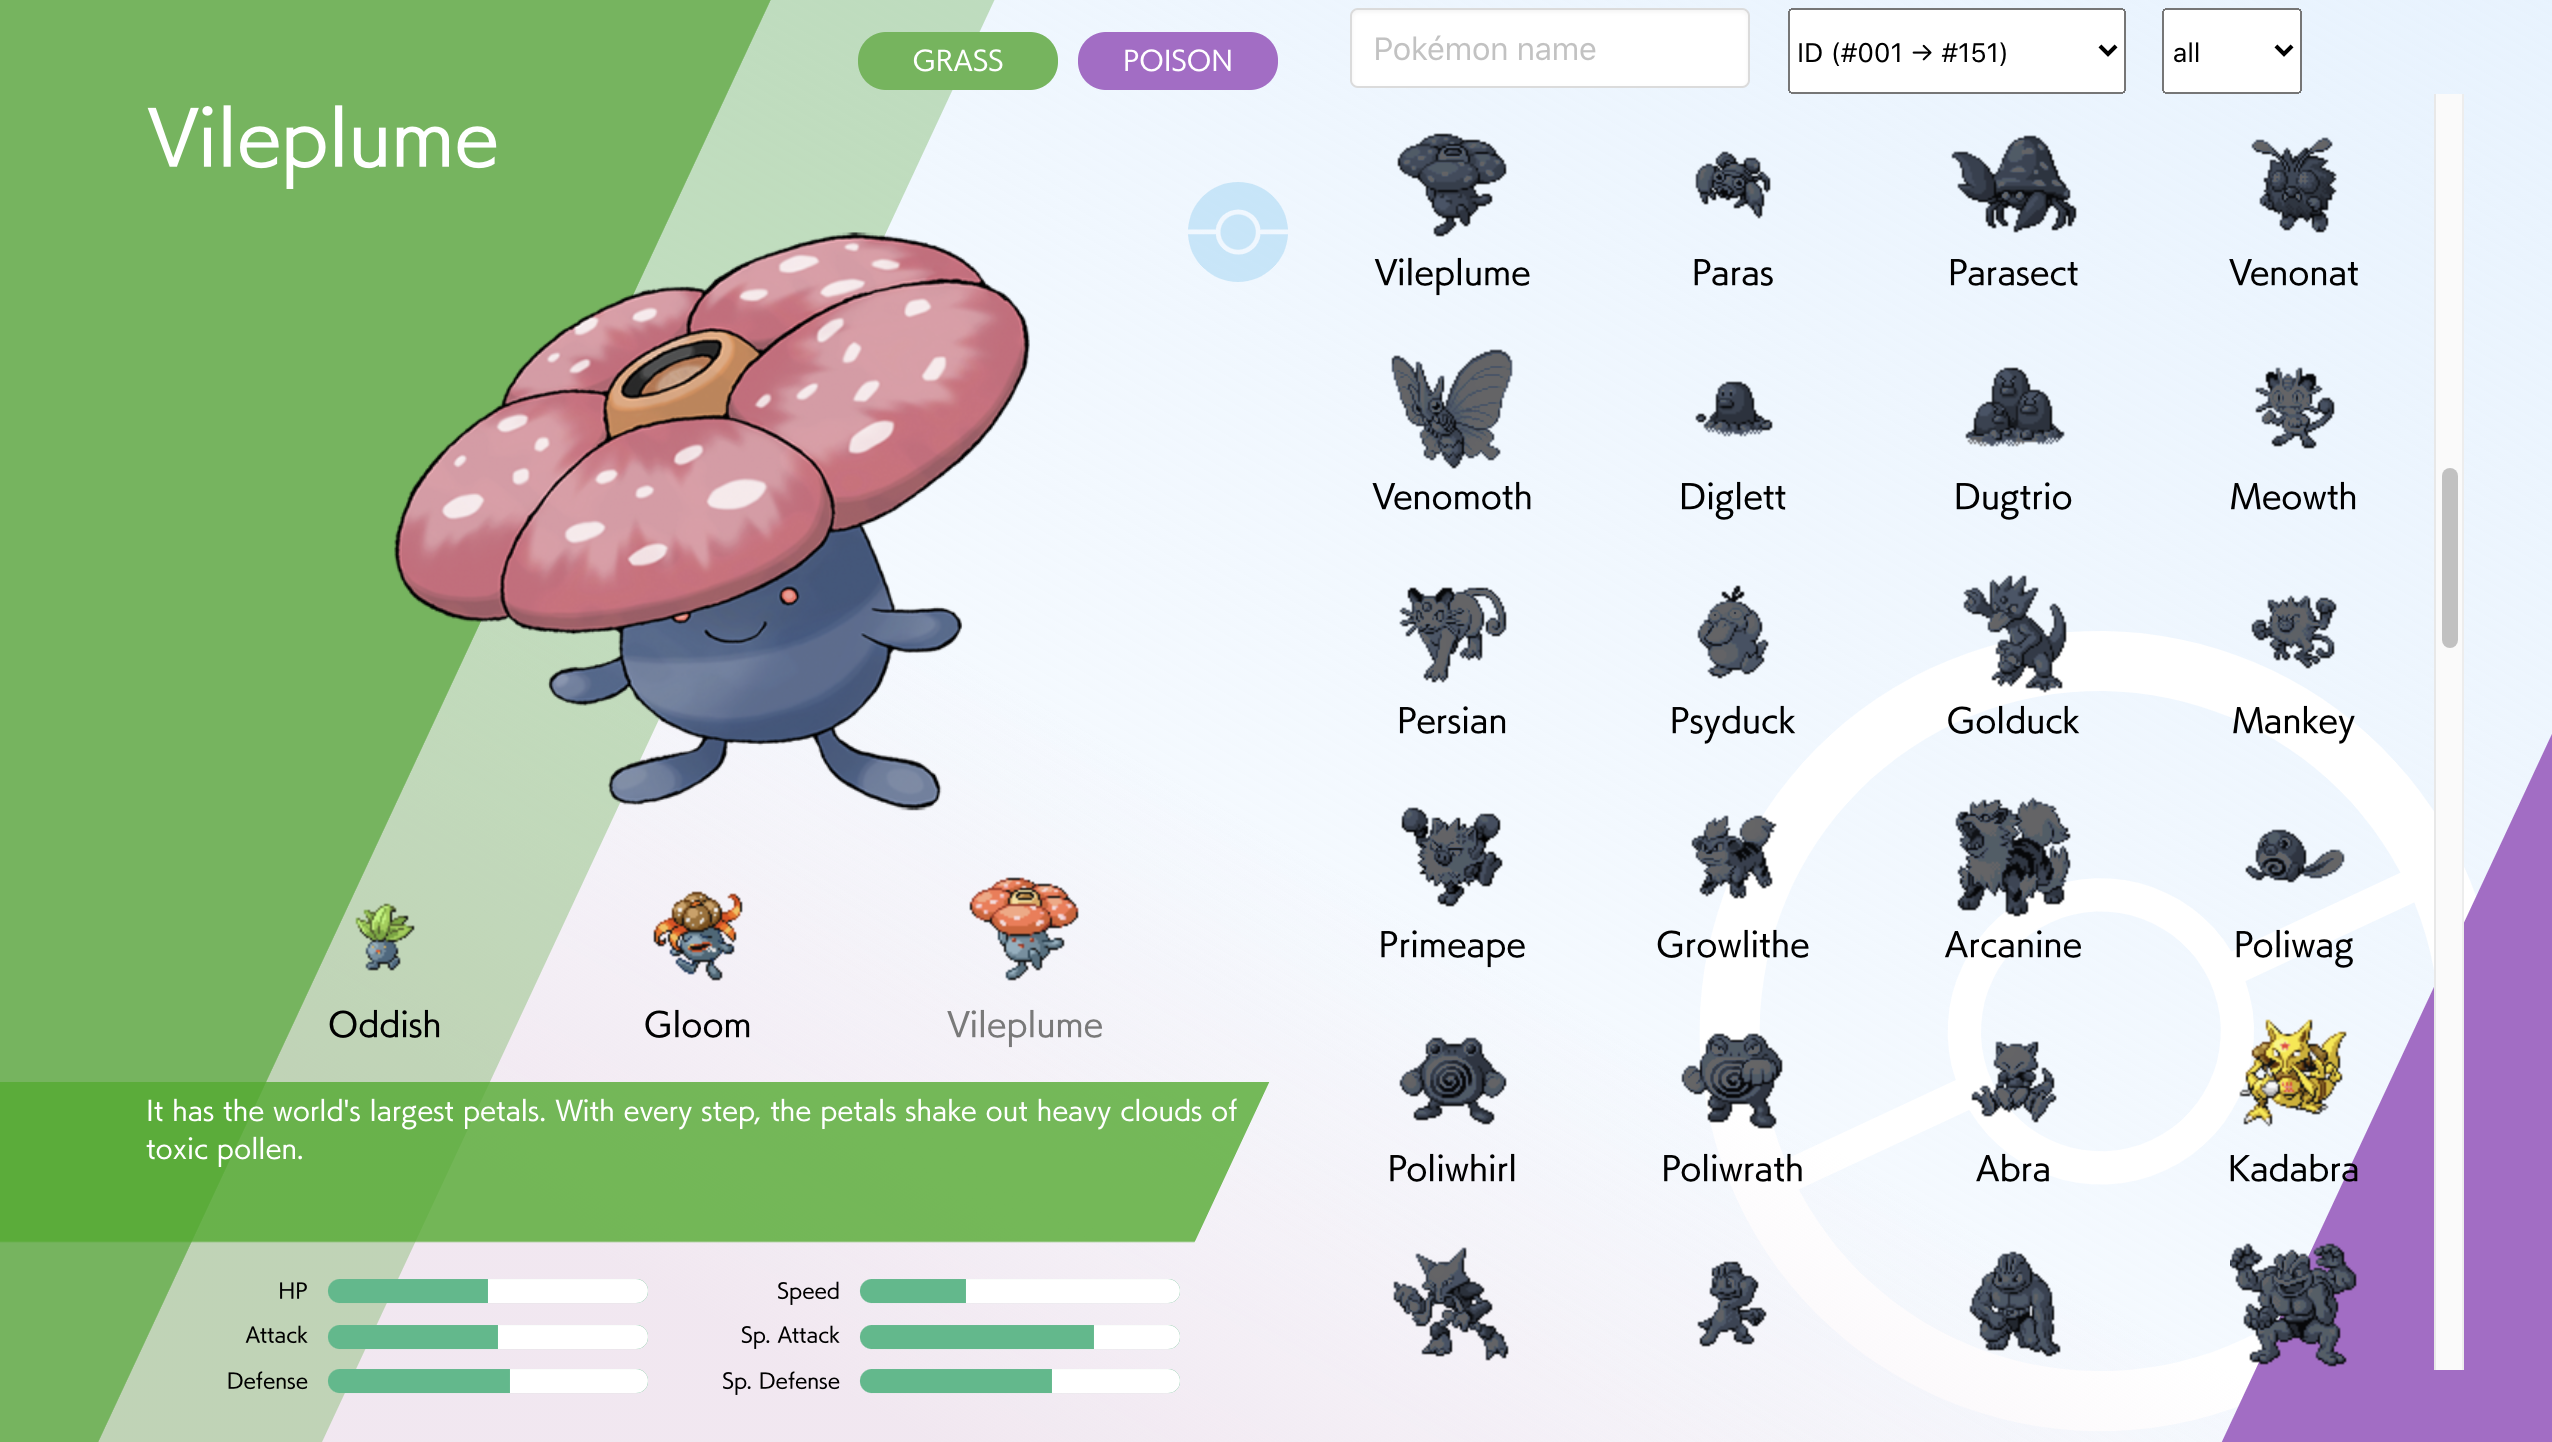 GRASS
POISON
Pokémon name
ID (#001 → #151)
all
Vileplume
Oddish
Gloom
Vileplume
It has the world's largest petals. With every step, the petals shake out heavy clouds of
toxic pollen.
HP
Attack
Defense
Speed
Sp. Attack
Sp. Defense
Vileplume
Paras
Parasect
Venonat
Venomoth
Diglett
Dugtrio
Meowth
Persian
Psyduck
Golduck
Mankey
Primeape
Growlithe
Arcanine
Poliwag
Poliwhirl
Poliwrath
Abra
Kadabra